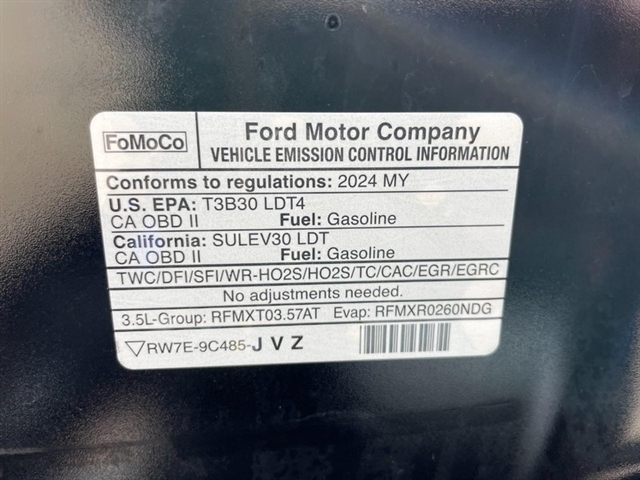 FoMoCo
Ford Motor Company
VEHICLE EMISSION CONTROL INFORMATION
Conforms to regulations: 2024 MY
U.S. EPA: T3B30 LDT4
CA OBD II Fuel: Gasoline
California: SULEV30 LDT
CA OBD II Fuel: Gasoline
TWC/DFI/SFI/WR-HO2S/HO2S/TC/CAC/EGR/EGRC
No adjustments needed.
3.5L-Group: RFMXT03.57AT Evap: RFMXR0260NDG
RW7E-9C485-J V Z